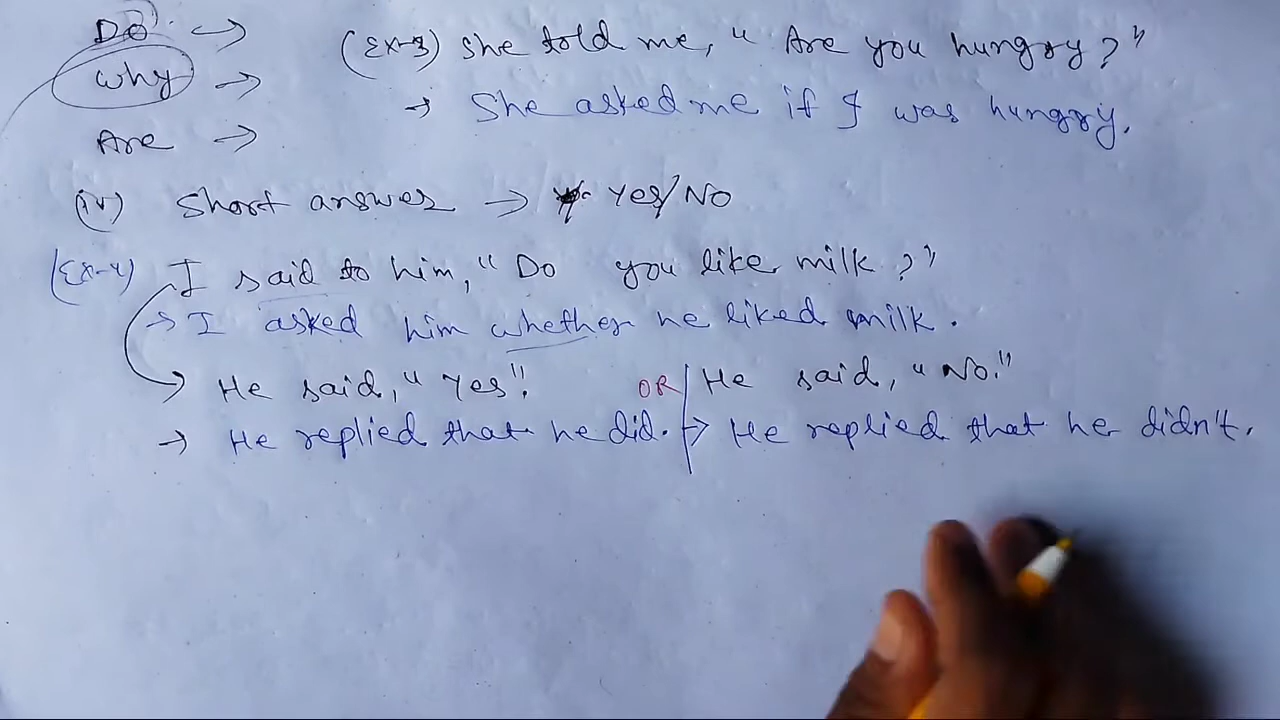 Do → (Ex-3) She told me, "Are you hungry?"
Why → → She asked me if I was hungry.
Are →
(iv) Short answer → Yes/No
(Ex-4) I said to him, "Do you like milk?"
→ I asked him whether he liked milk.
→ He said, "Yes". OR He said, "No."
→ He replied that he did. → He replied that he didn't.